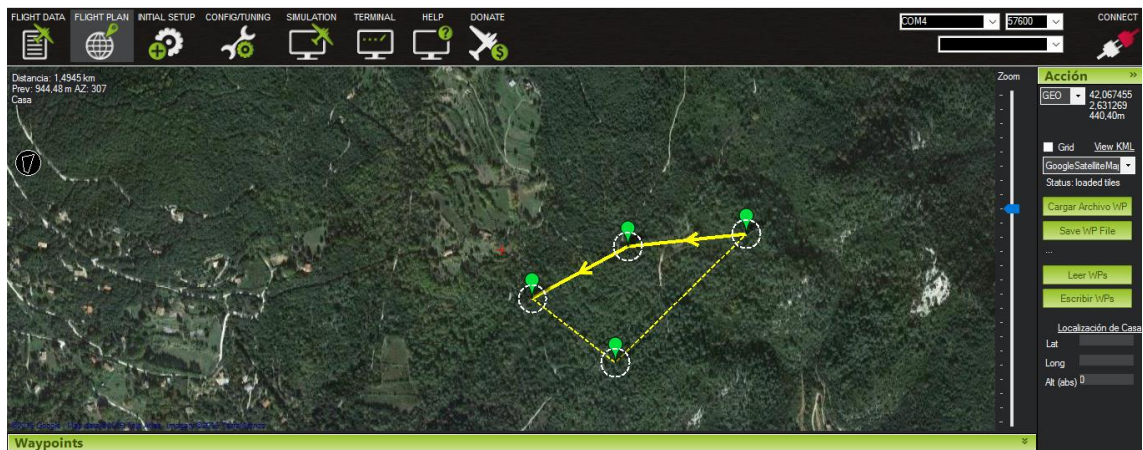 FLIGHT DATA FLIGHT PLAN INITIAL SETUP CONFIG/TUNING SIMULATION TERMINAL HELP DONATE
COM4 57600 CONNECT
Distancia: 1,4945 km
Prev: 944,48 m AZ: 307
Casa
Zoom
Acción »
GEO 42,067455
2,631269
440,40m
Grid View KML
GoogleSatelliteMap
Status: loaded tiles
Cargar Archivo WP
Save WP File
...
Leer WPs
Escribir WPs
Localización de Casa
Lat
Long
Alt (abs) 0
Waypoints